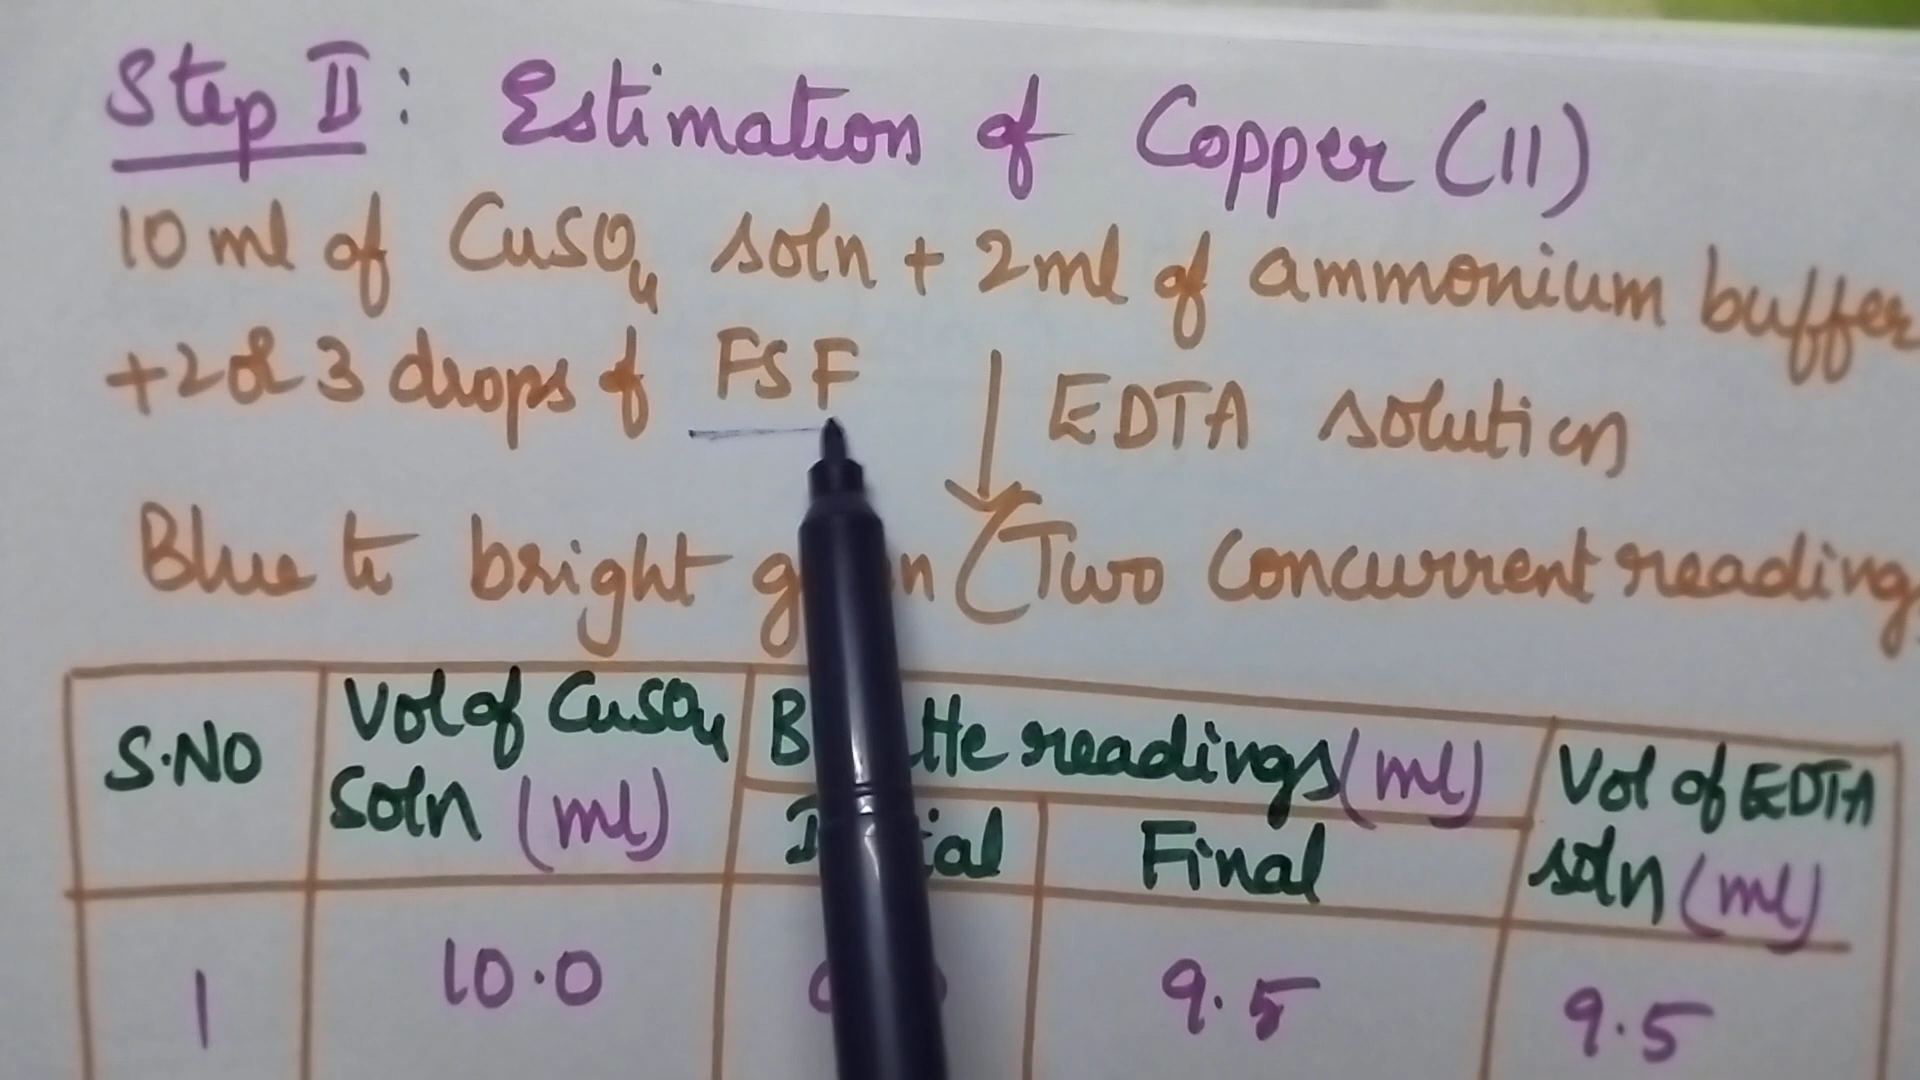 Step II: Estimation of Copper (II)
10 ml of CuSO4 soln + 2ml of ammonium buffer
+ 2 or 3 drops of FSF ↓ EDTA solution
Blue to bright (Two Concurrent reading
S.NO
Vol of CuSO4
soln (ml)
readings (ml)
Final
Vol of EDTA
soln (ml)
1 10.0 9.5 9.5